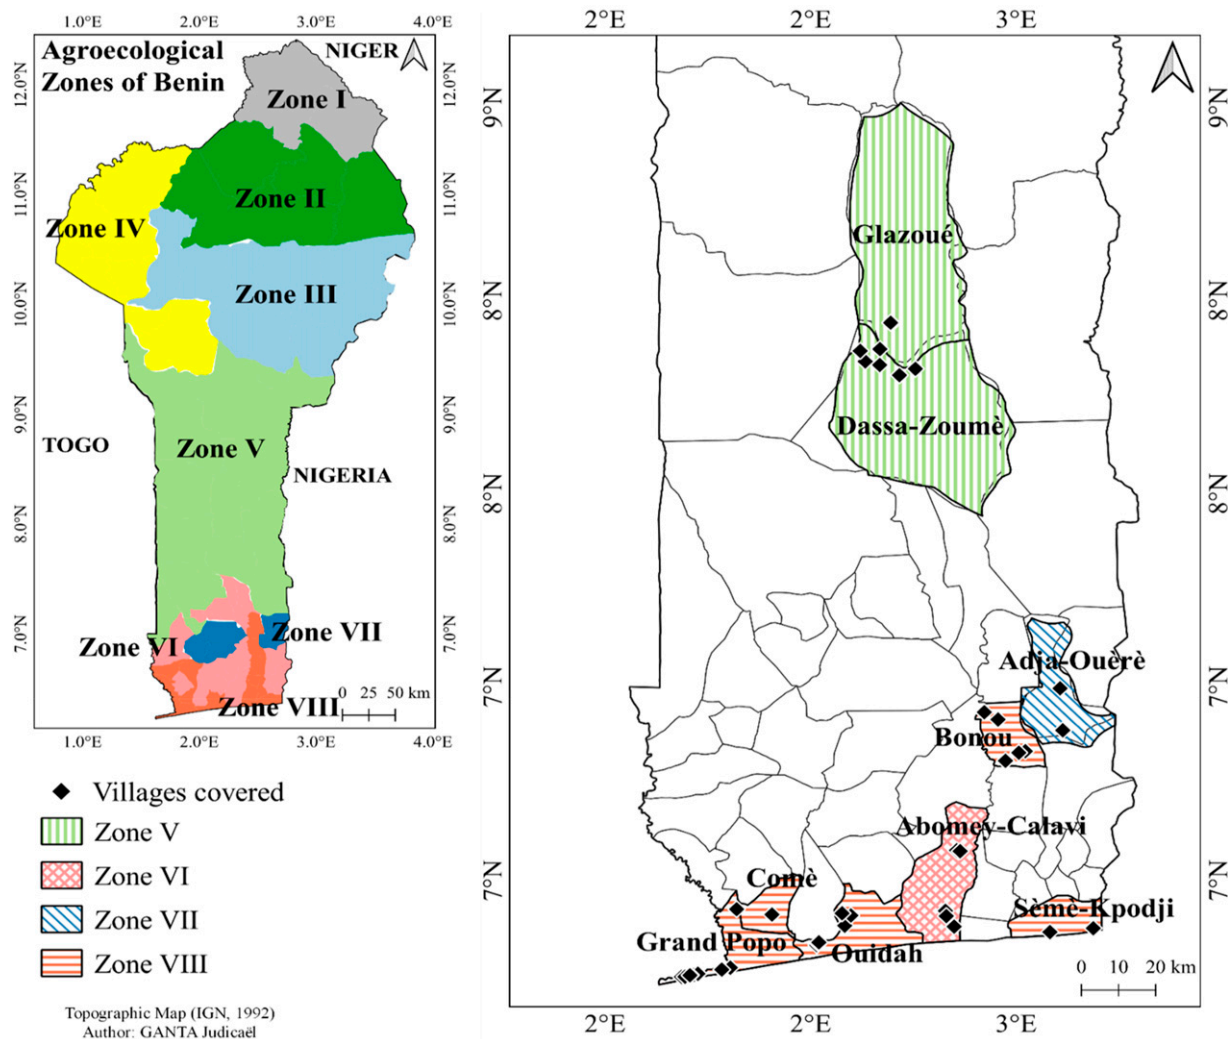 1.0°E 2.0°E 3.0°E 4.0°E
Agroecological
Zones of Benin
NIGER
Zone I
Zone II
Zone IV
Zone III
TOGO
Zone V
NIGERIA
Zone VI
Zone VII
Zone VIII
0 25 50 km
12.0°N
11.0°N
10.0°N
9.0°N
8.0°N
7.0°N
12.0°N
11.0°N
10.0°N
9.0°N
8.0°N
7.0°N
1.0°E 2.0°E 3.0°E 4.0°E
Villages covered
Zone V
Zone VI
Zone VII
Zone VIII
Topographic Map (IGN, 1992)
Author: GANTA Judicaël
2°E 2°E 3°E
9°N
8°N
8°N
7°N
7°N
Glazoué
Dassa-Zoumè
Adja-Ouèrè
Bonou
Abomey-Calavi
Comè
Sèmè-Kpodji
Grand Popo
Ouidah
0 10 20 km
9°N
8°N
8°N
7°N
7°N
2°E 2°E 3°E